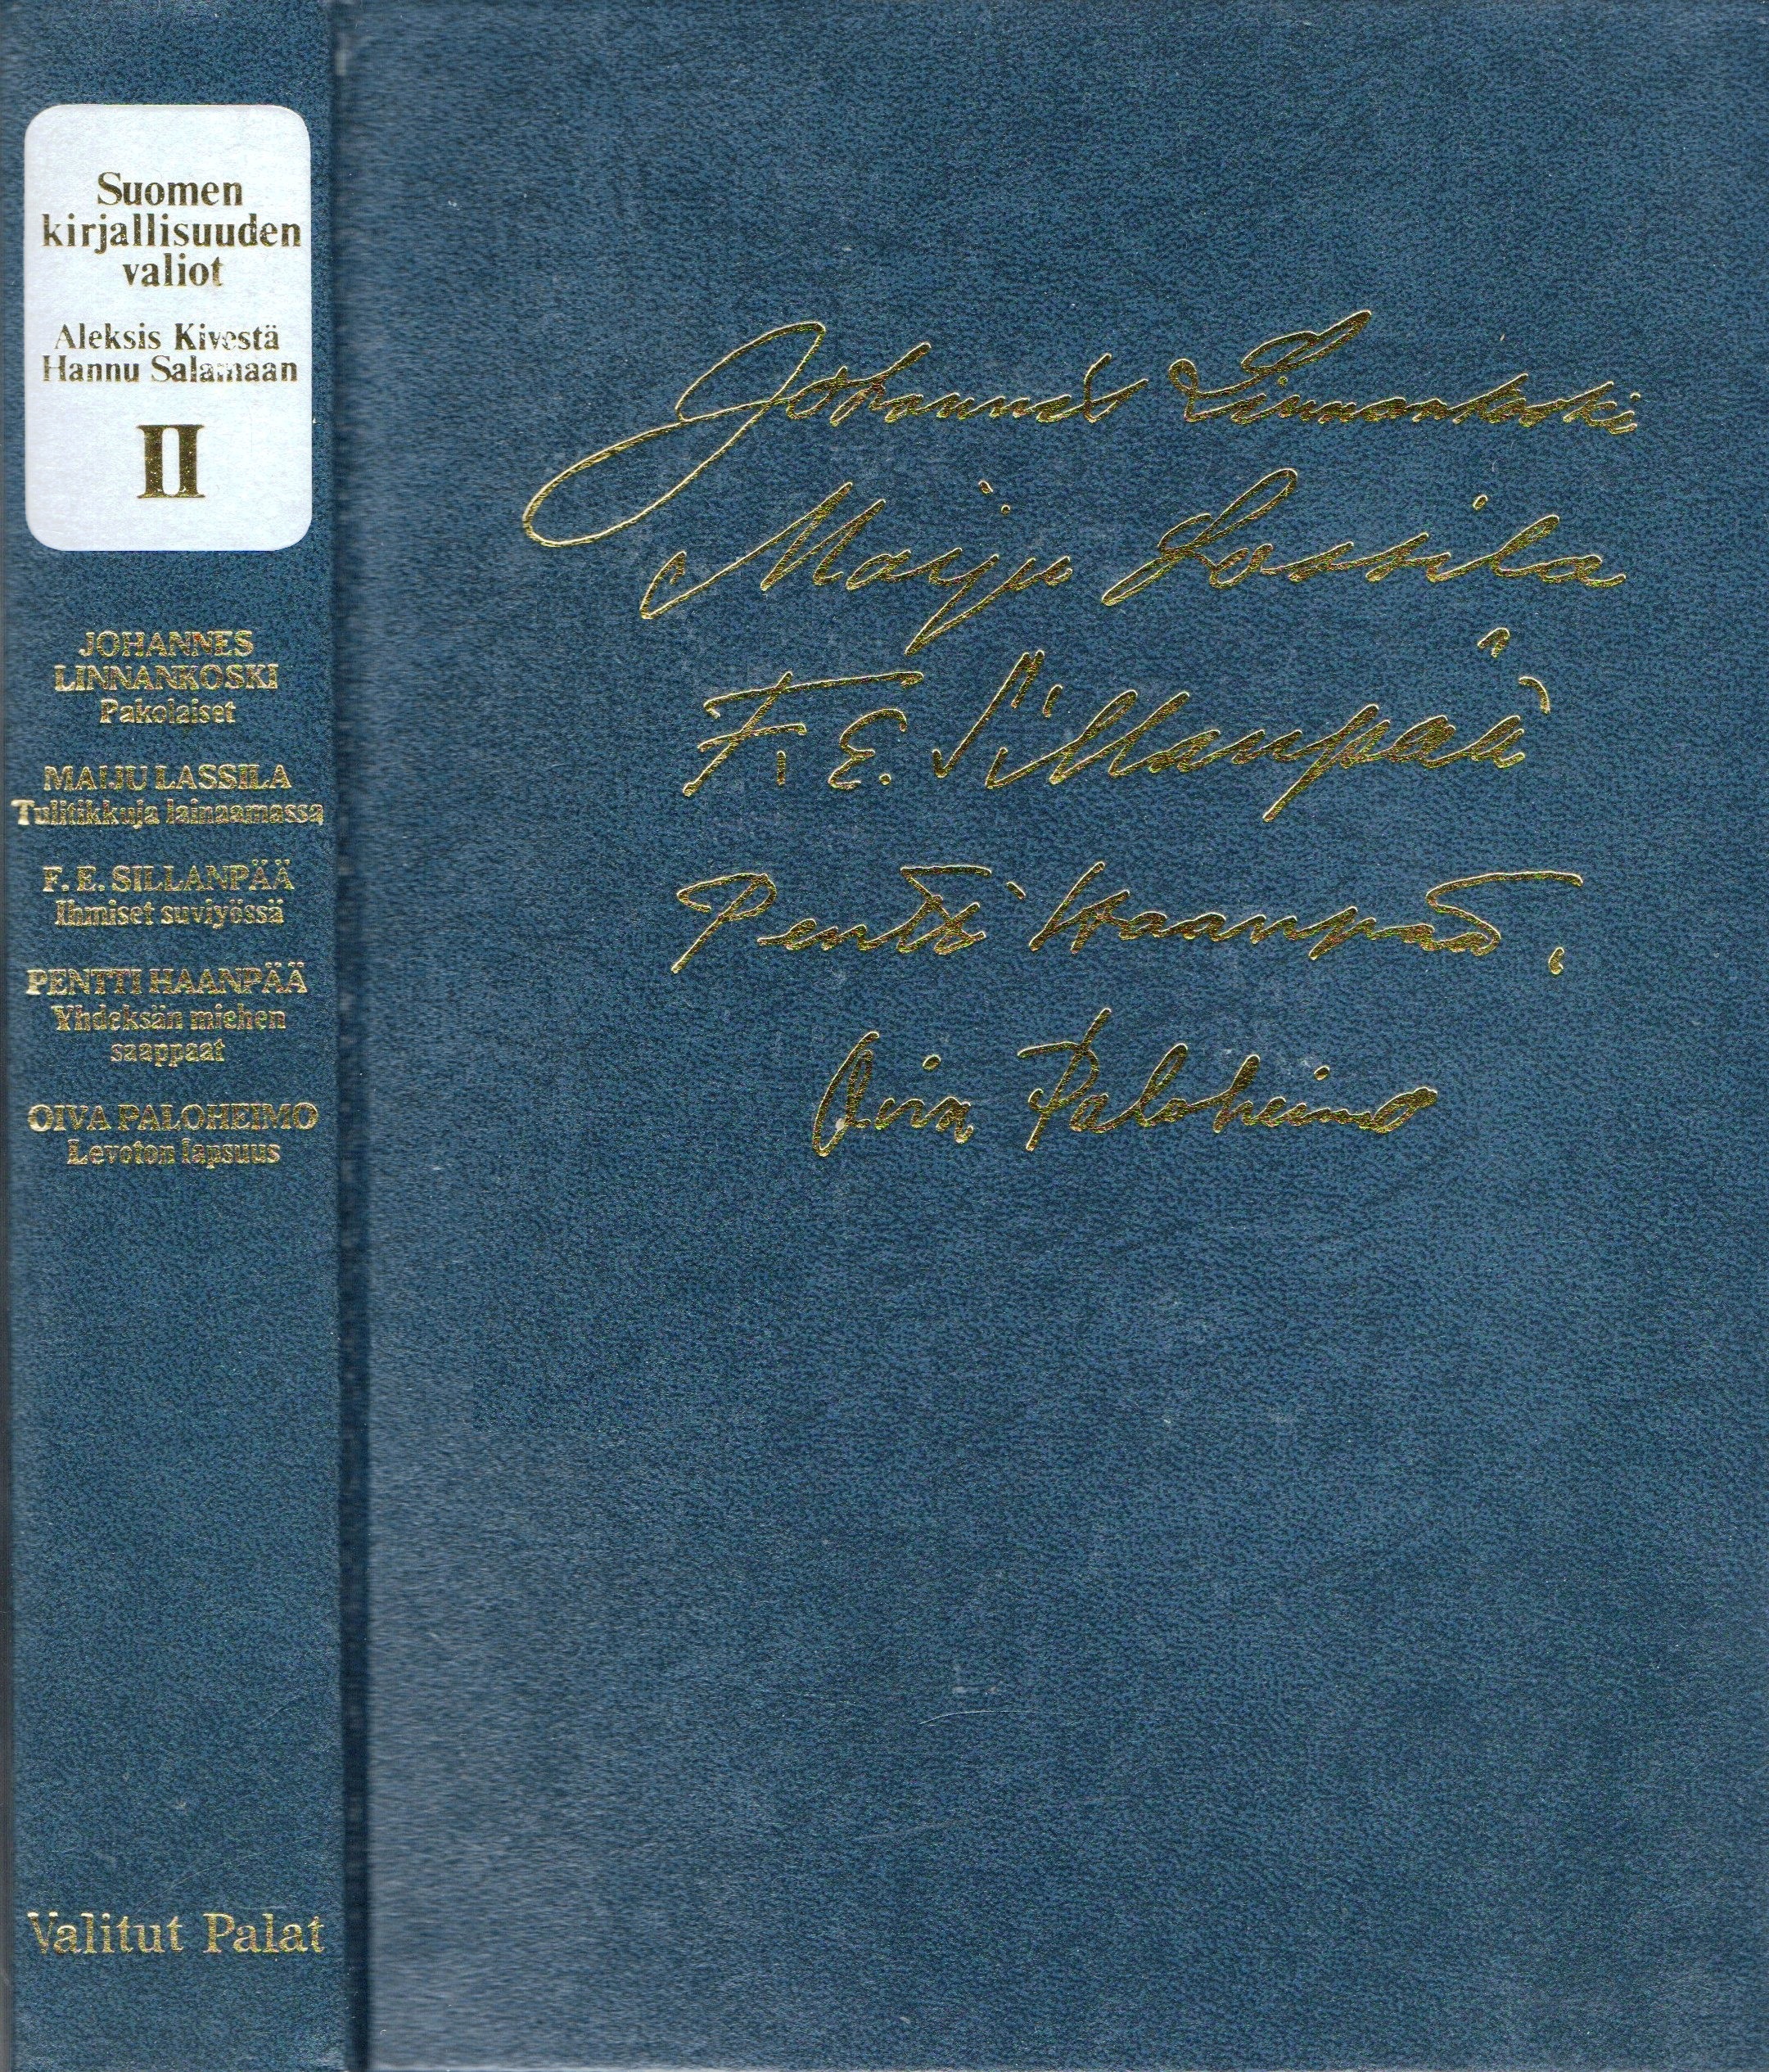 Suomen
kirjallisuuden
valiot
Aleksis Kivestä
Hannu Salamaan
II
JOHANNES
LINNANKOSKI
Pakolaiset
MAIJU LASSILA
Tulitikkuja lainaamassa
F. E. SILLANPÄÄ
Ihmiset suviyössä
PENTTI HAANPÄÄ
Yhdeksän miehen
saappaat
OIVA PALOHEIMO
Levoton lapsuus
Valitut Palat
Johannes Linnankoski
Maiju Lassila
F. E. Sillanpää
Pentti Haanpää.
Oiva Paloheimo